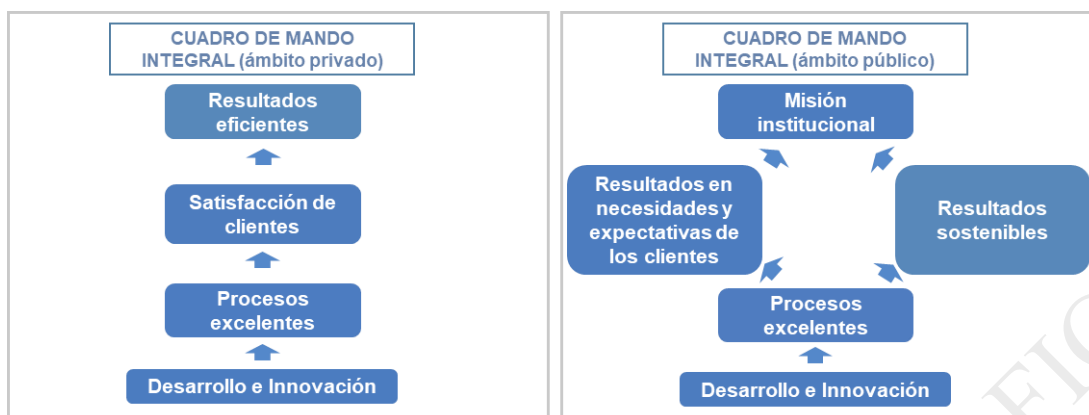 CUADRO DE MANDO
INTEGRAL (ámbito privado)
Resultados
eficientes
Satisfacción de
clientes
Procesos
excelentes
Desarrollo e Innovación
CUADRO DE MANDO
INTEGRAL (ámbito público)
Misión
institucional
Resultados en
necesidades y
expectativas de
los clientes
Resultados
sostenibles
Procesos
excelentes
Desarrollo e Innovación